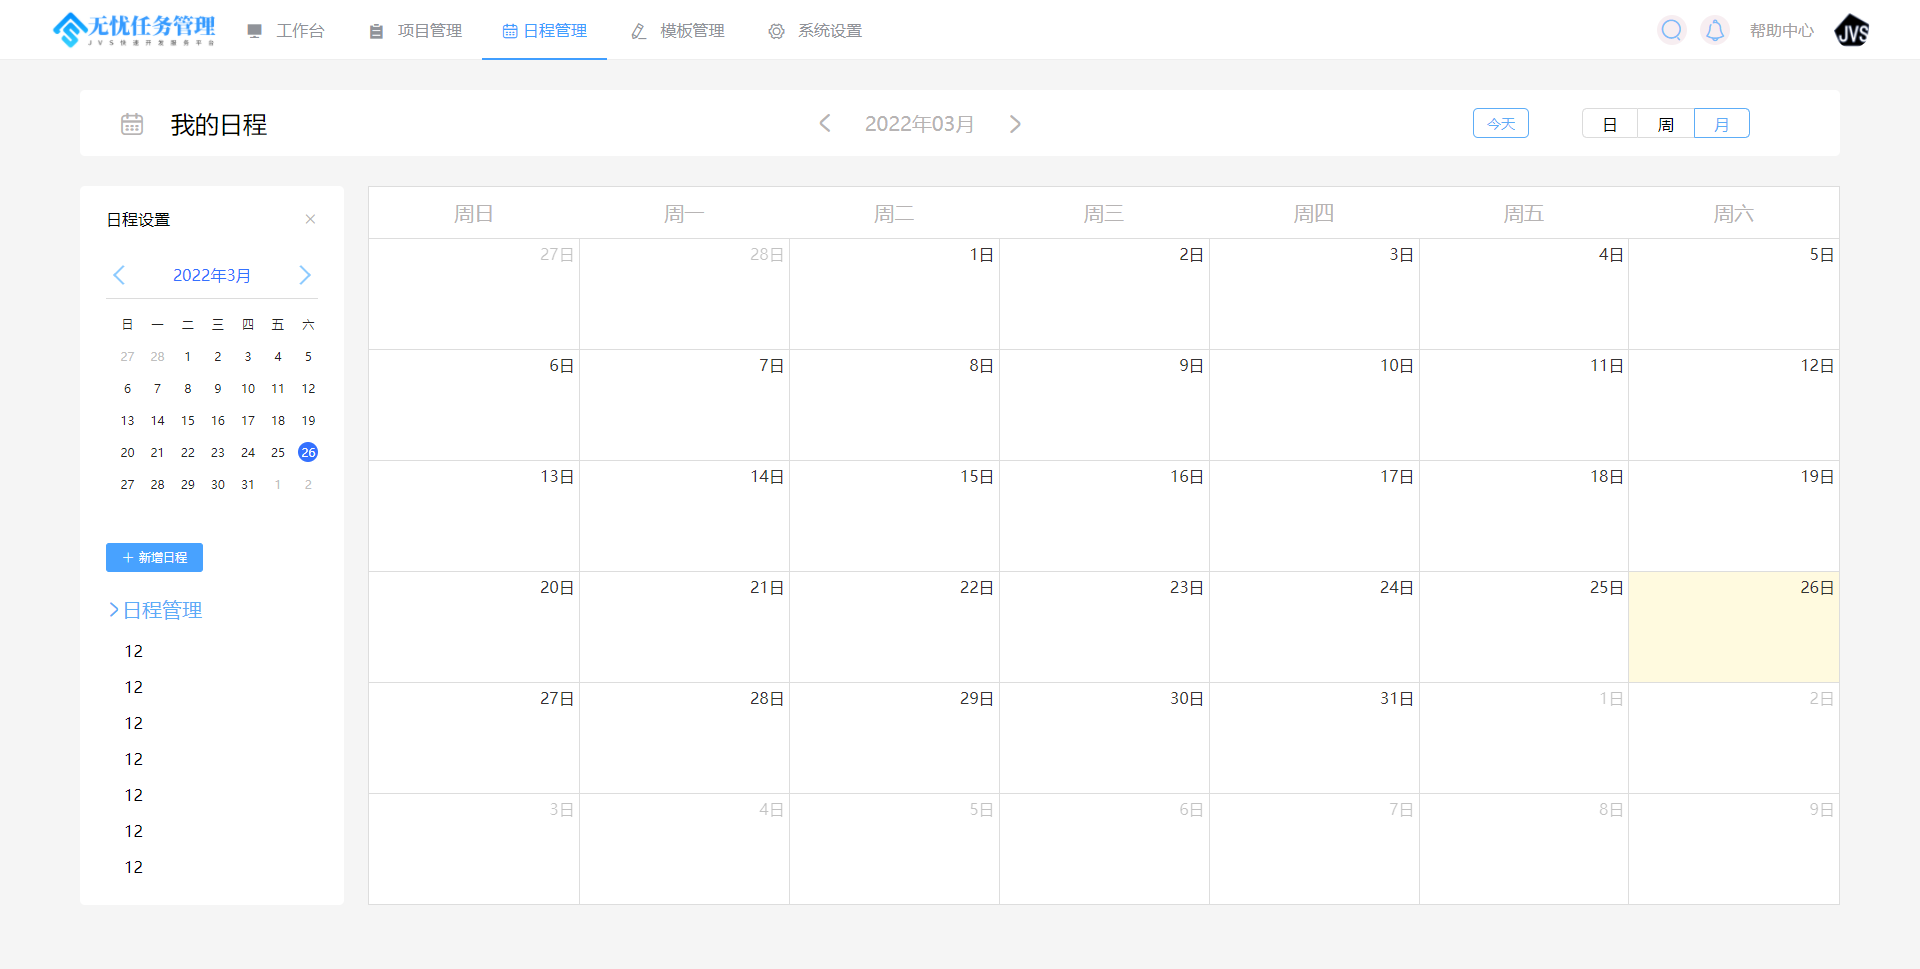 无忧任务管理
JVS快速开发服务平台
工作台 项目管理 日程管理 模板管理 系统设置 帮助中心 JVS
我的日程 2022年03月 今天 日 周 月
日程设置
2022年3月
日 一 二 三 四 五 六
27 28 1 2 3 4 5
6 7 8 9 10 11 12
13 14 15 16 17 18 19
20 21 22 23 24 25 26
27 28 29 30 31 1 2
新增日程
日程管理
12
12
12
12
12
12
12
周日 周一 周二 周三 周四 周五 周六
27日 28日 1日 2日 3日 4日 5日
6日 7日 8日 9日 10日 11日 12日
13日 14日 15日 16日 17日 18日 19日
20日 21日 22日 23日 24日 25日 26日
27日 28日 29日 30日 31日 1日 2日
3日 4日 5日 6日 7日 8日 9日